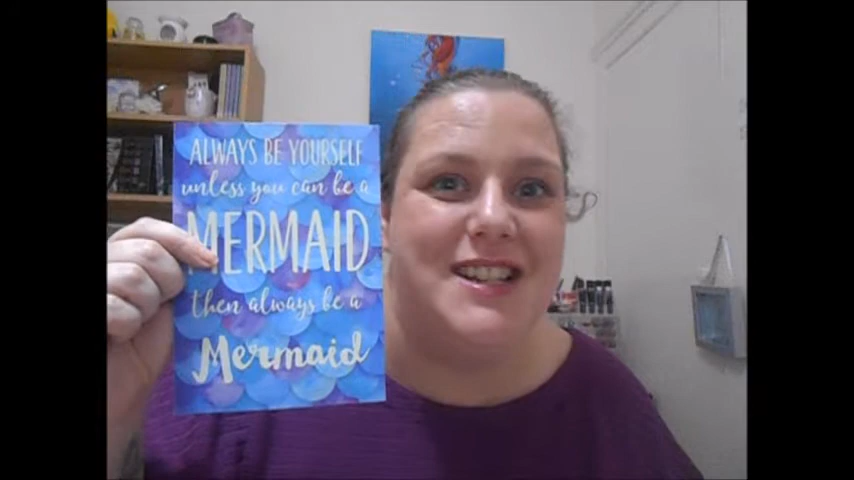 ALWAYS BE YOURSELF
unless you can be a
MERMAID
then always be a
Mermaid